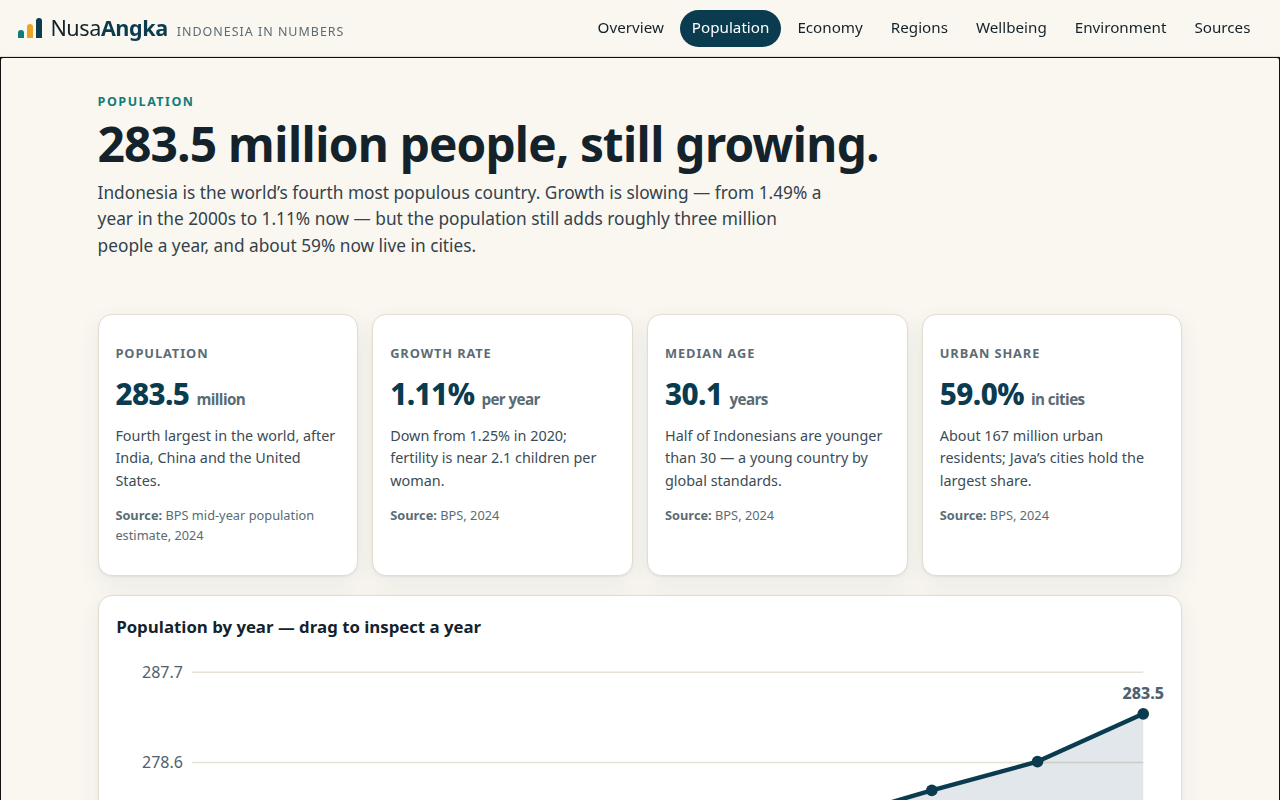 NusaAngka INDONESIA IN NUMBERS
Overview Population Economy Regions Wellbeing Environment Sources
POPULATION
283.5 million people, still growing.
Indonesia is the world’s fourth most populous country. Growth is slowing — from 1.49% a
year in the 2000s to 1.11% now — but the population still adds roughly three million
people a year, and about 59% now live in cities.
POPULATION
283.5 million
Fourth largest in the world, after
India, China and the United
States.
Source: BPS mid-year population
estimate, 2024
GROWTH RATE
1.11% per year
Down from 1.25% in 2020;
fertility is near 2.1 children per
woman.
Source: BPS, 2024
MEDIAN AGE
30.1 years
Half of Indonesians are younger
than 30 — a young country by
global standards.
Source: BPS, 2024
URBAN SHARE
59.0% in cities
About 167 million urban
residents; Java’s cities hold the
largest share.
Source: BPS, 2024
Population by year — drag to inspect a year
287.7
283.5
278.6